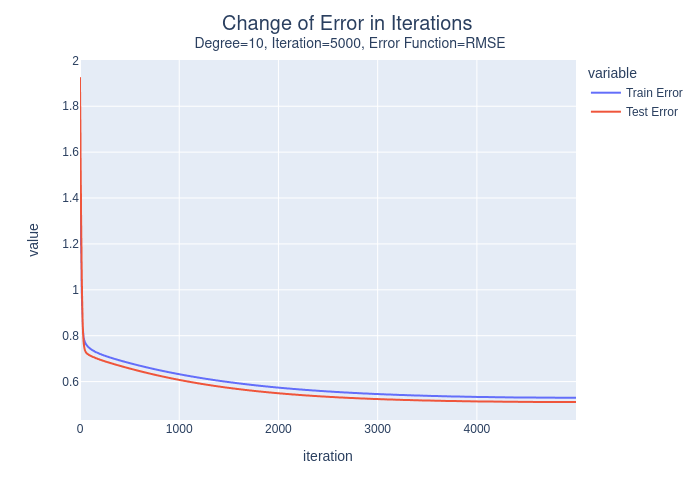 Change of Error in Iterations
Degree=10, Iteration=5000, Error Function=RMSE
variable
Train Error
Test Error
value
2
1.8
1.6
1.4
1.2
1
0.8
0.6
0
1000
2000
3000
4000
iteration